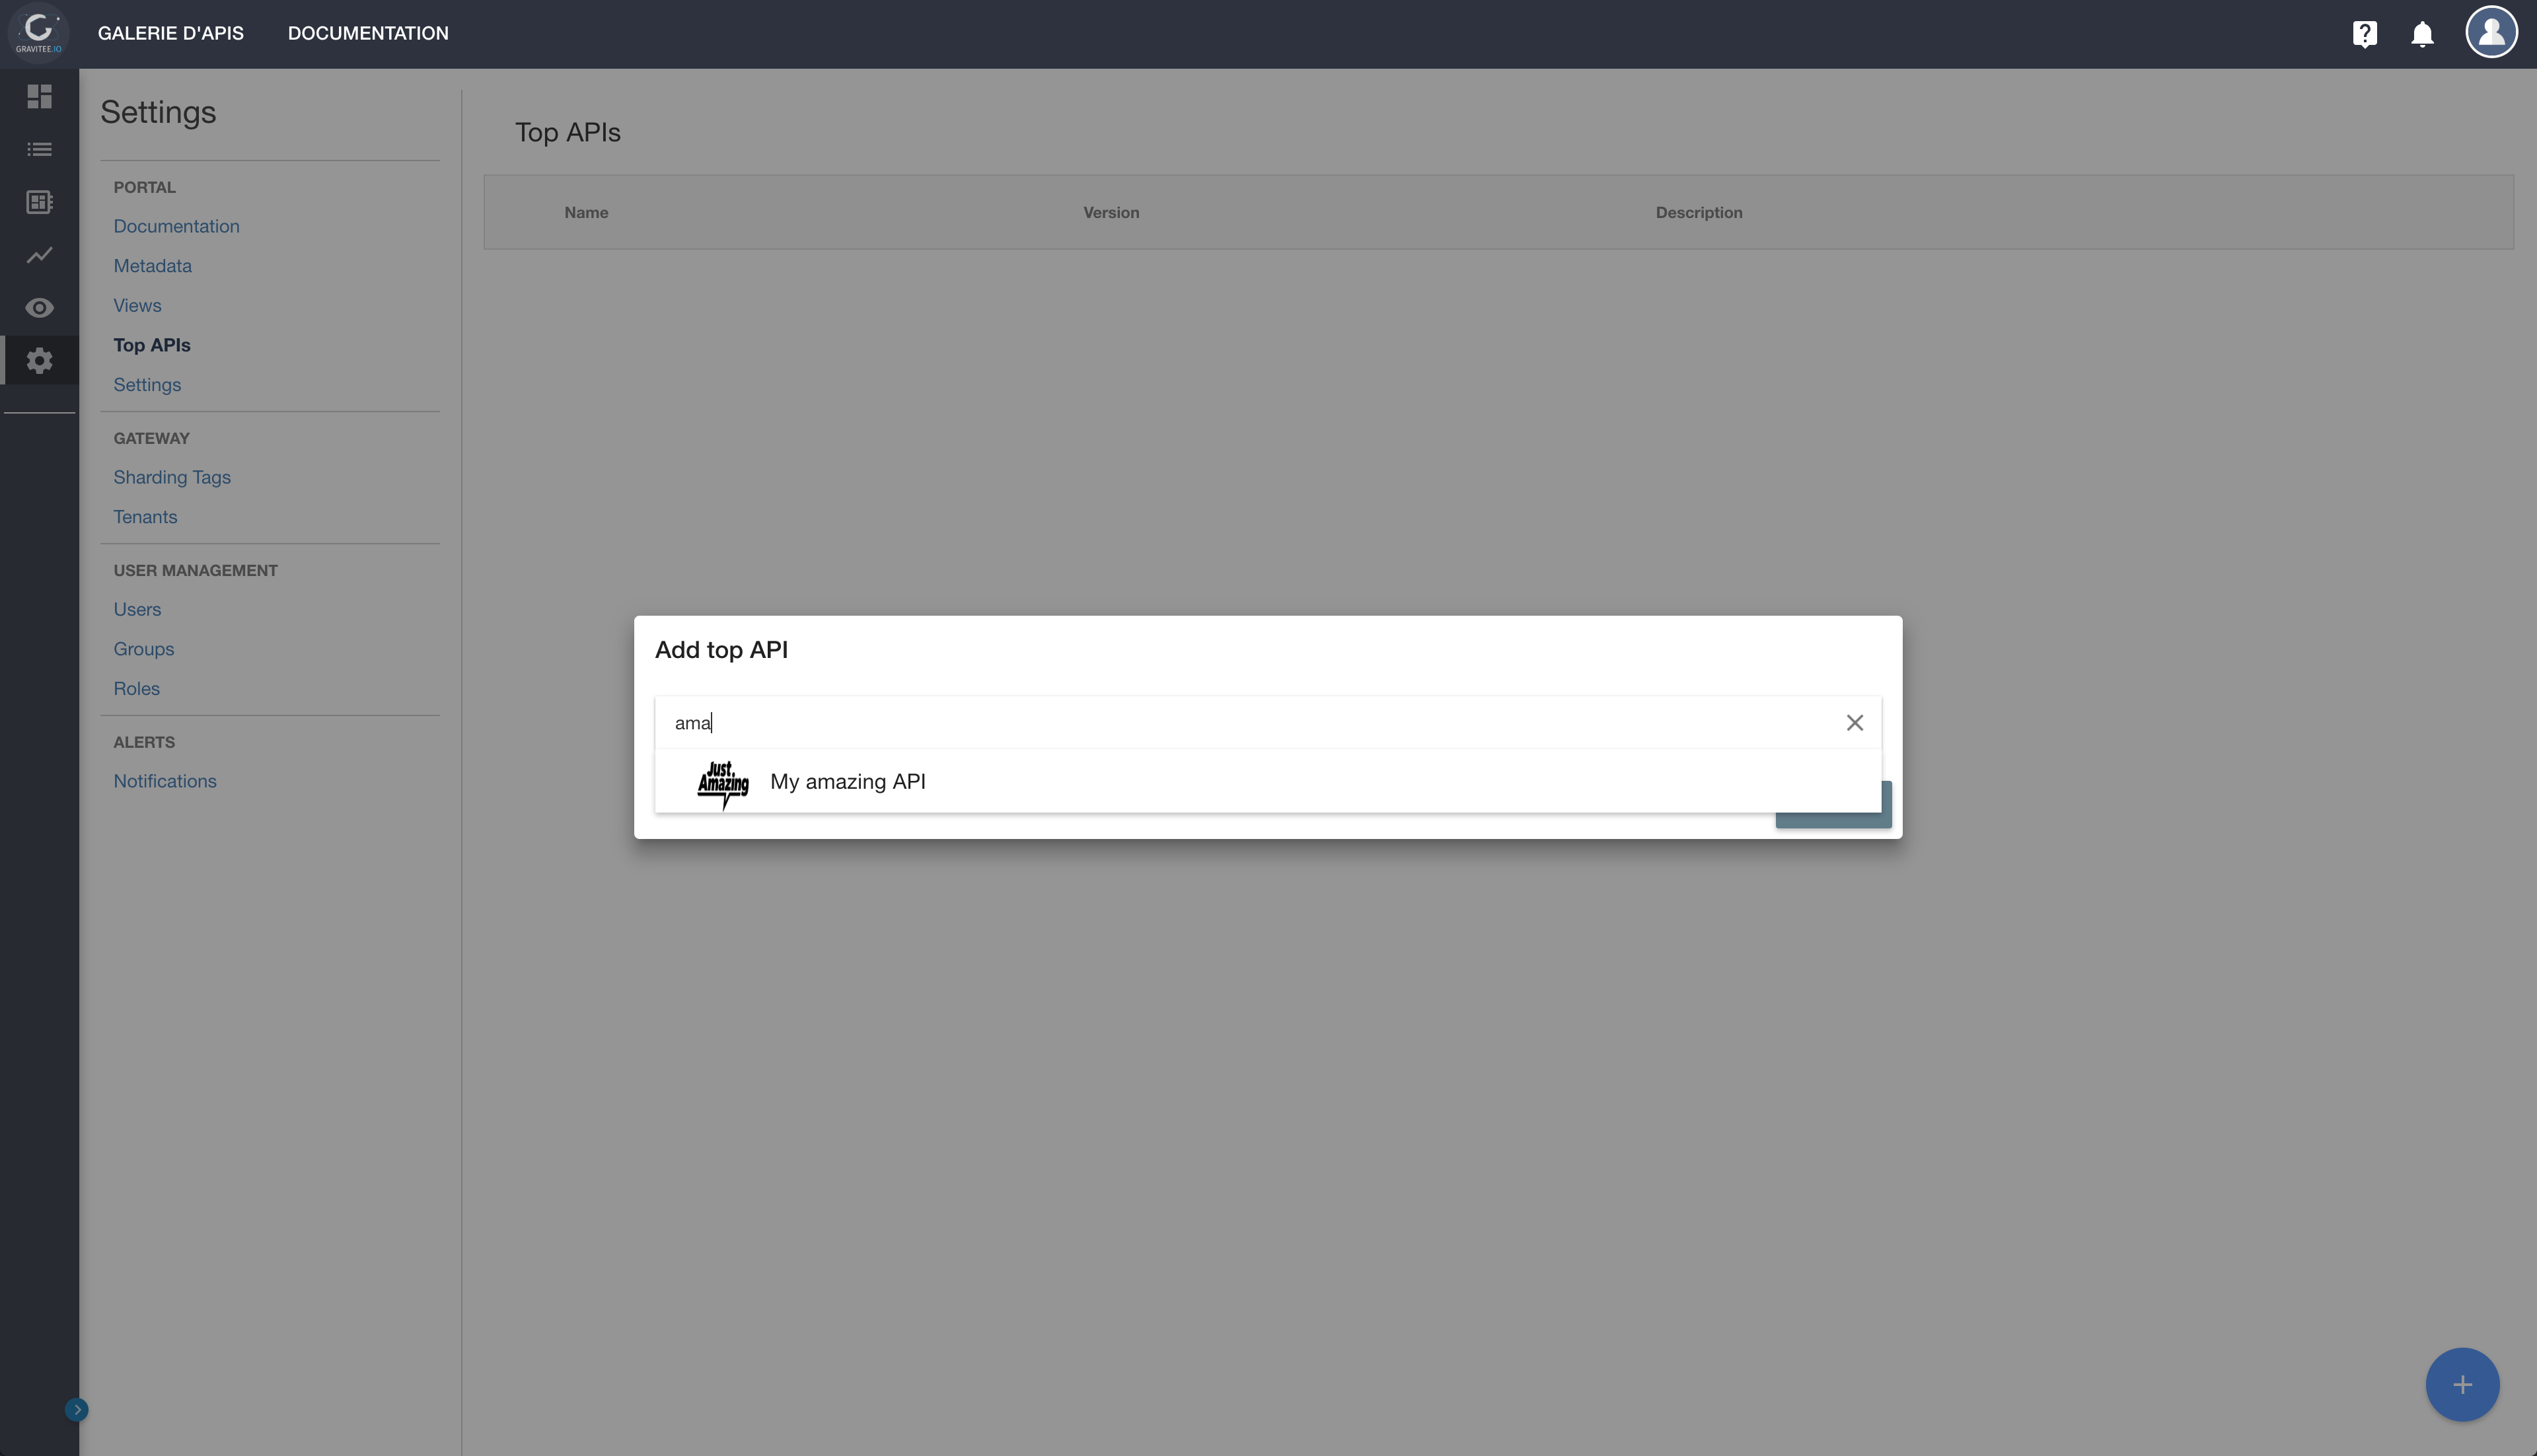 GRAVITEE.IO
GALERIE D'APIS
DOCUMENTATION
Settings
PORTAL
Documentation
Metadata
Views
Top APIs
Settings
GATEWAY
Sharding Tags
Tenants
USER MANAGEMENT
Users
Groups
Roles
ALERTS
Notifications
Top APIs
Name Version Description
Add top API
ama
Just Amazing
My amazing API